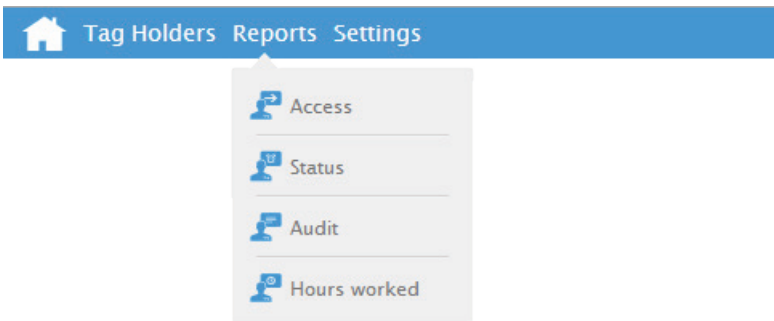 Tag Holders Reports Settings
Access
Status
Audit
Hours worked